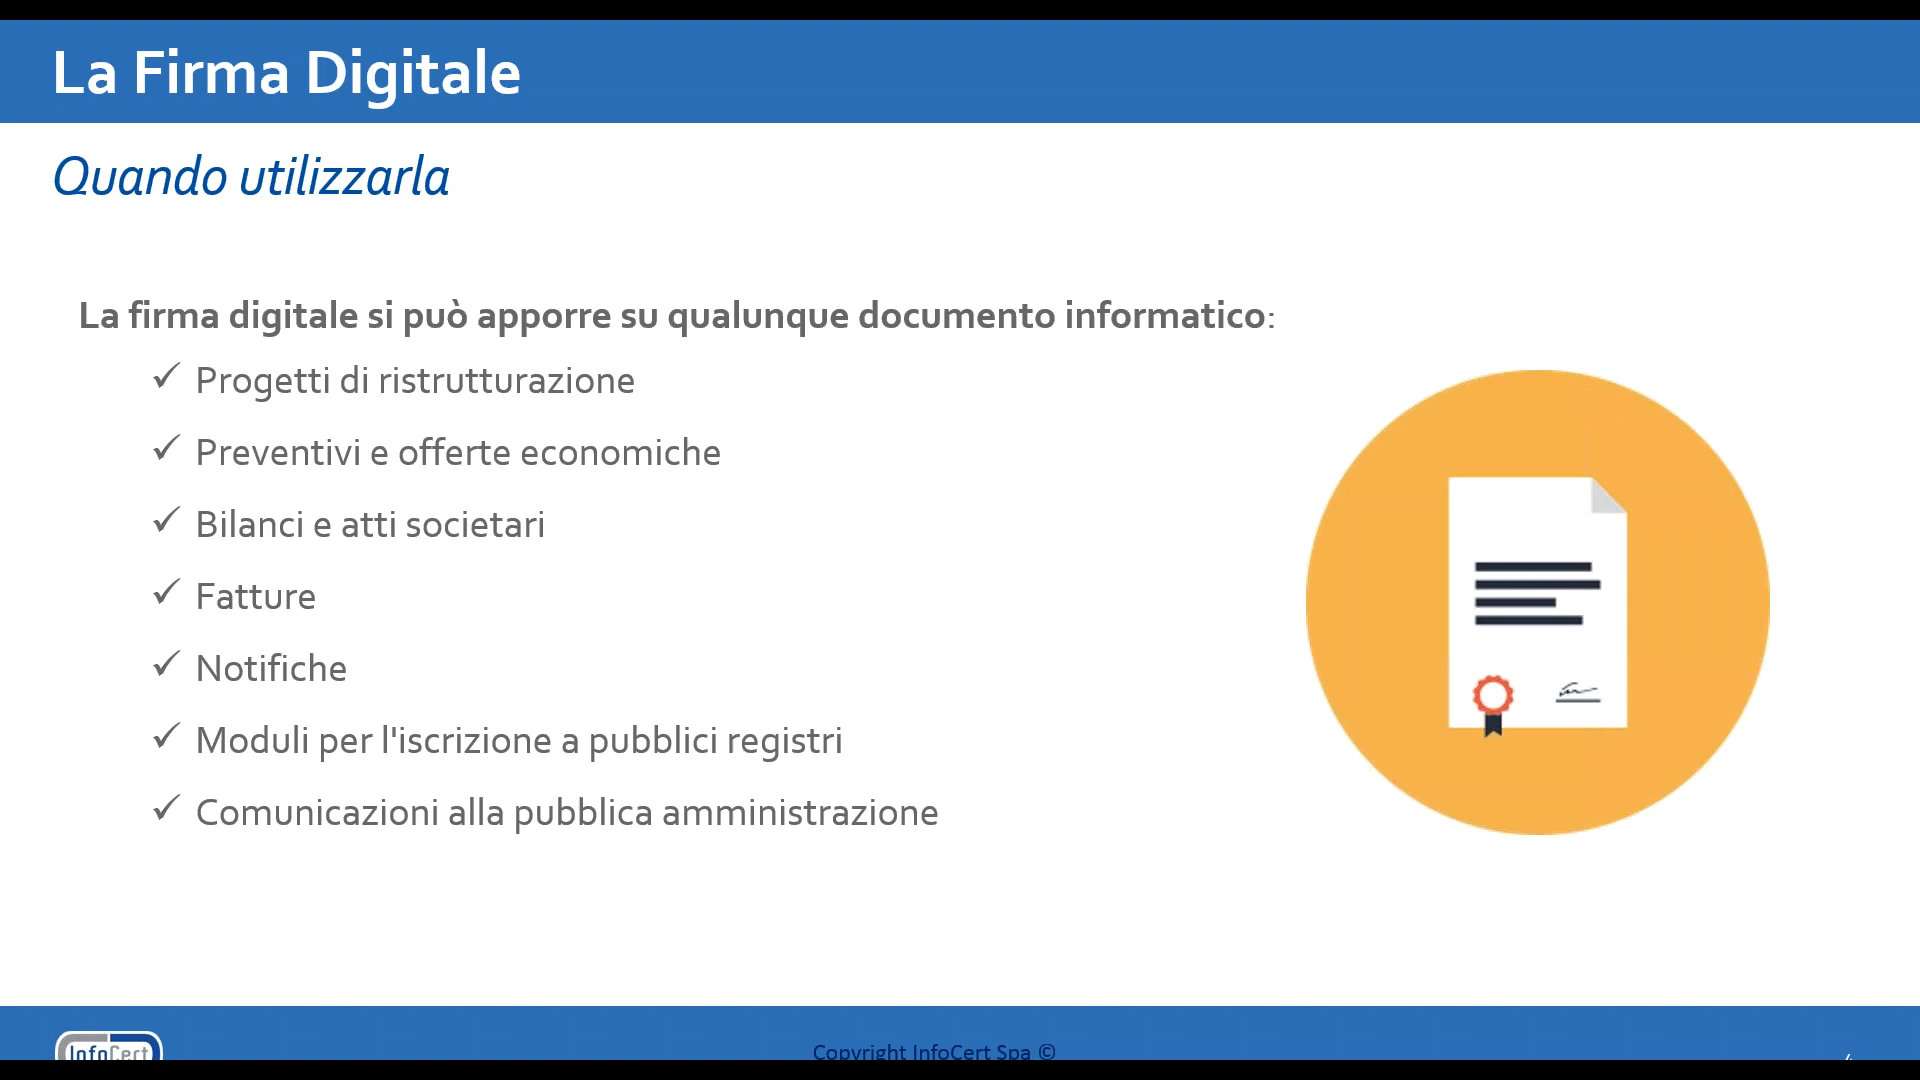 La Firma Digitale
Quando utilizzarla
La firma digitale si può apporre su qualunque documento informatico:
✓ Progetti di ristrutturazione
✓ Preventivi e offerte economiche
✓ Bilanci e atti societari
✓ Fatture
✓ Notifiche
✓ Moduli per l'iscrizione a pubblici registri
✓ Comunicazioni alla pubblica amministrazione
InfoCert
Copyright InfoCert Spa ©
4